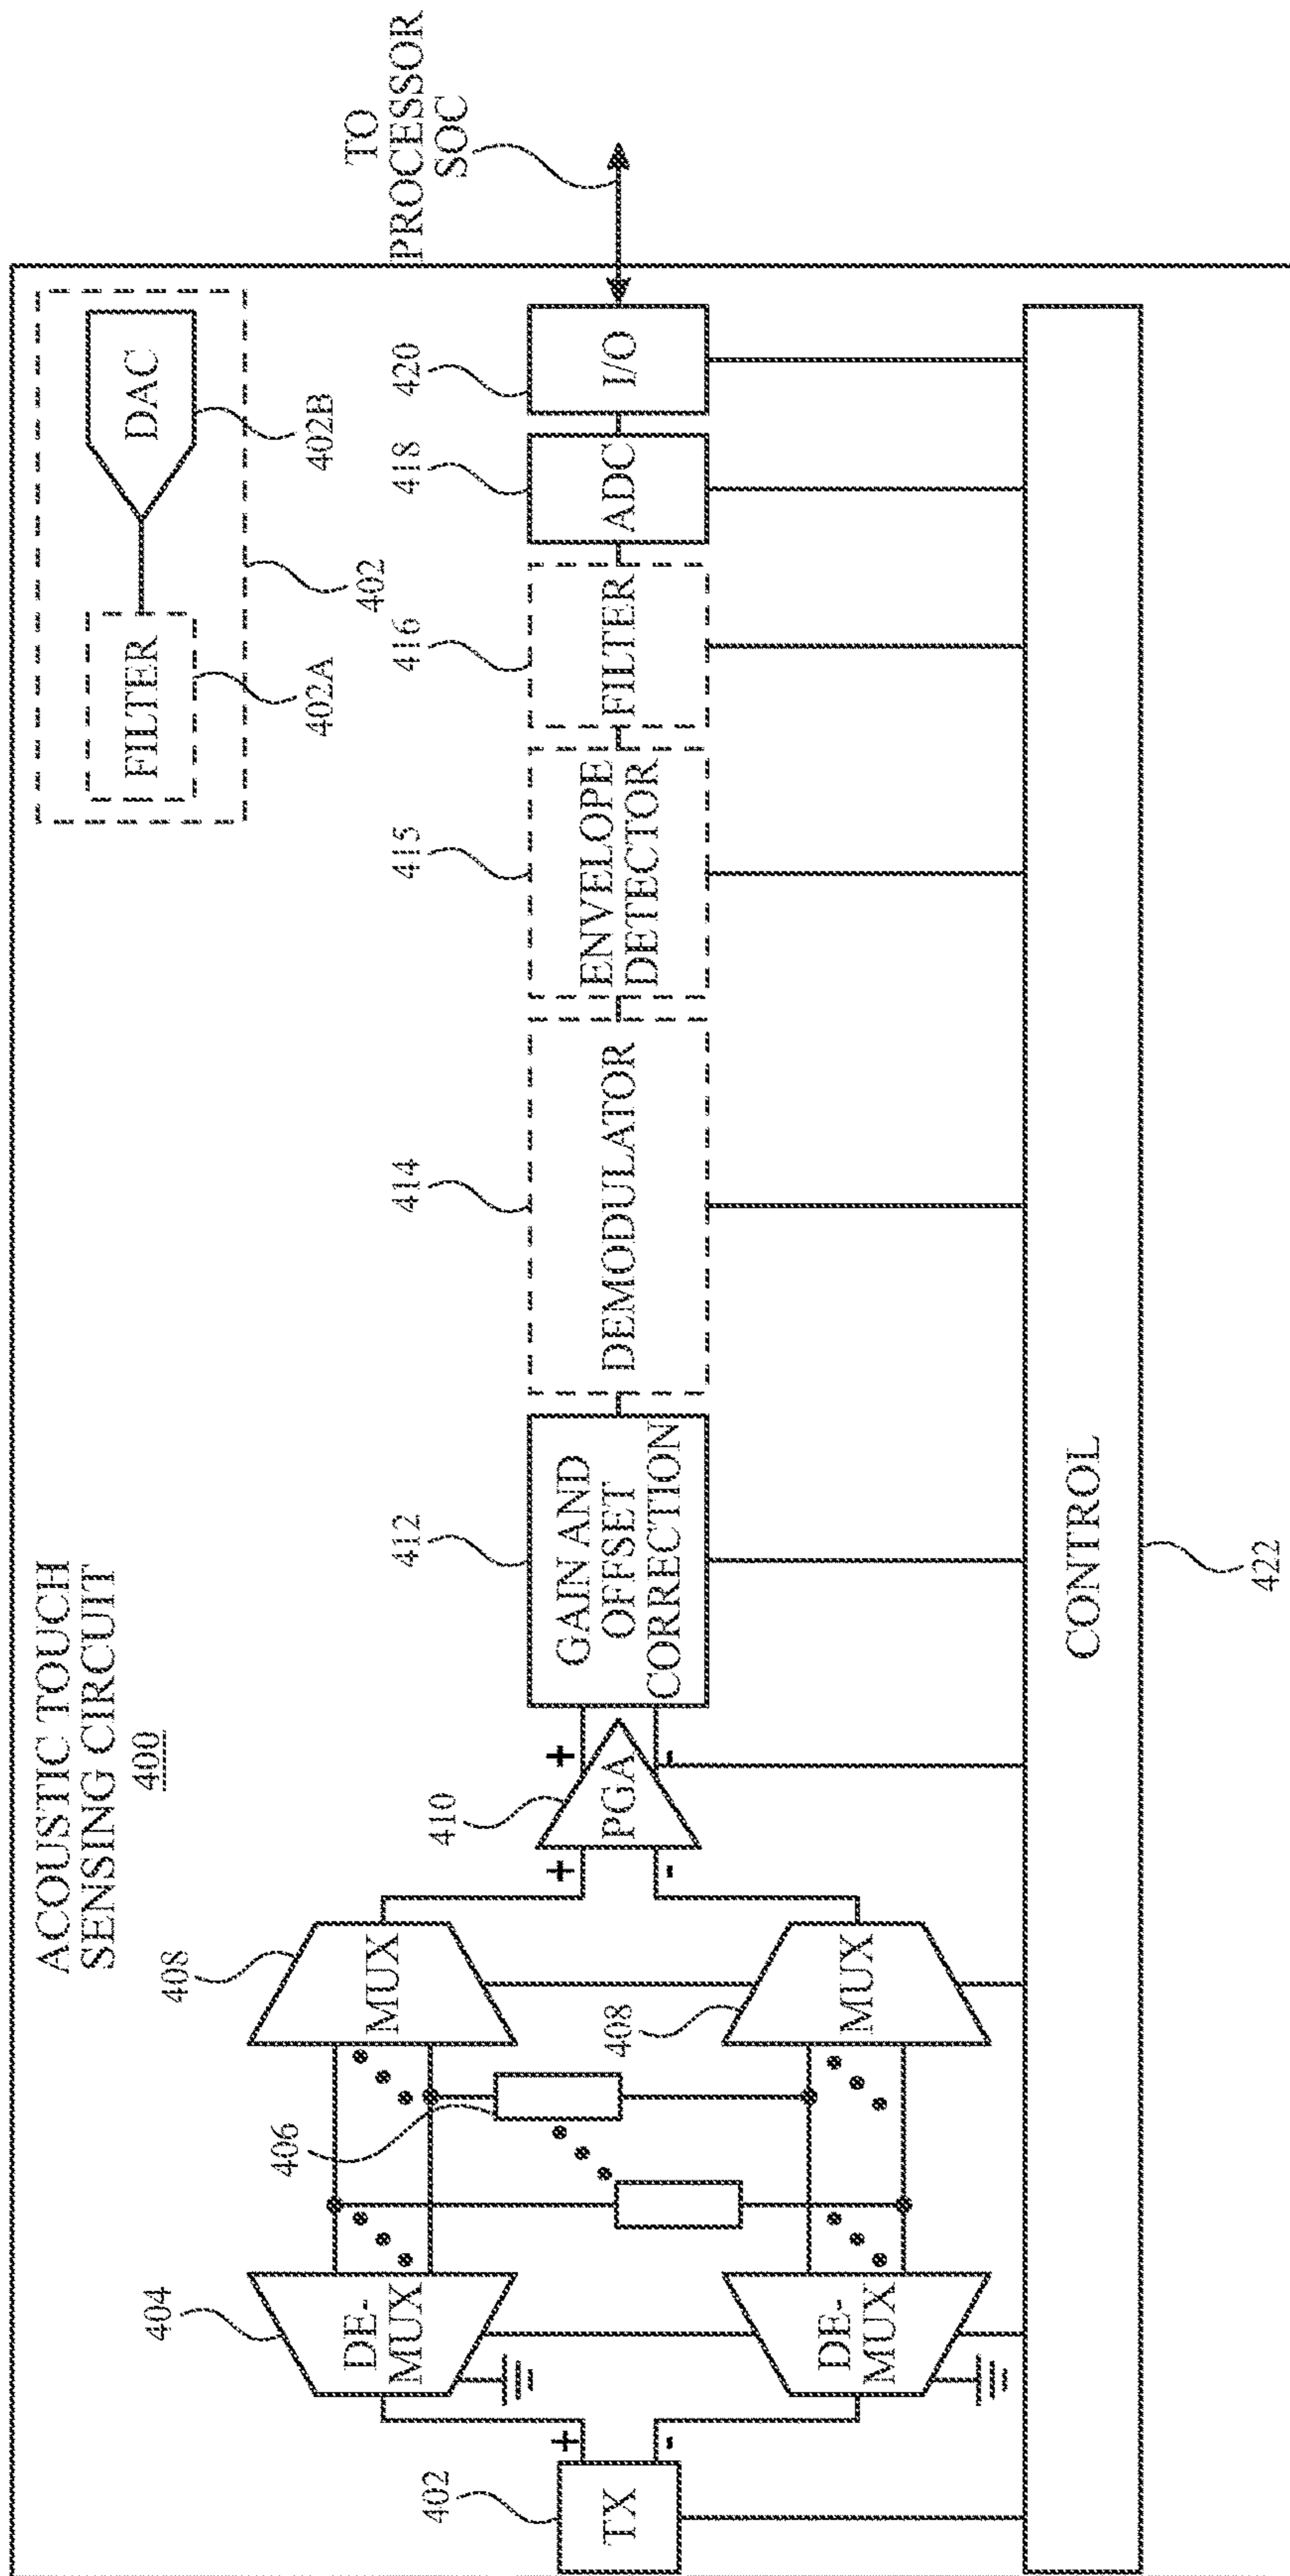 ACOUSTIC TOUCH
SENSING CIRCUIT
400
FILTER
DAC
402A
402B
402
TO
PROCESSOR
SOC
402
TX
+
-
404
DE-
MUX
DE-
MUX
406
408
MUX
408
MUX
410
+
-
PGA
+
-
412
GAIN AND
OFFSET
CORRECTION
414
DEMODULATOR
415
ENVELOPE
DETECTOR
416
FILTER
418
ADC
420
I/O
CONTROL
422